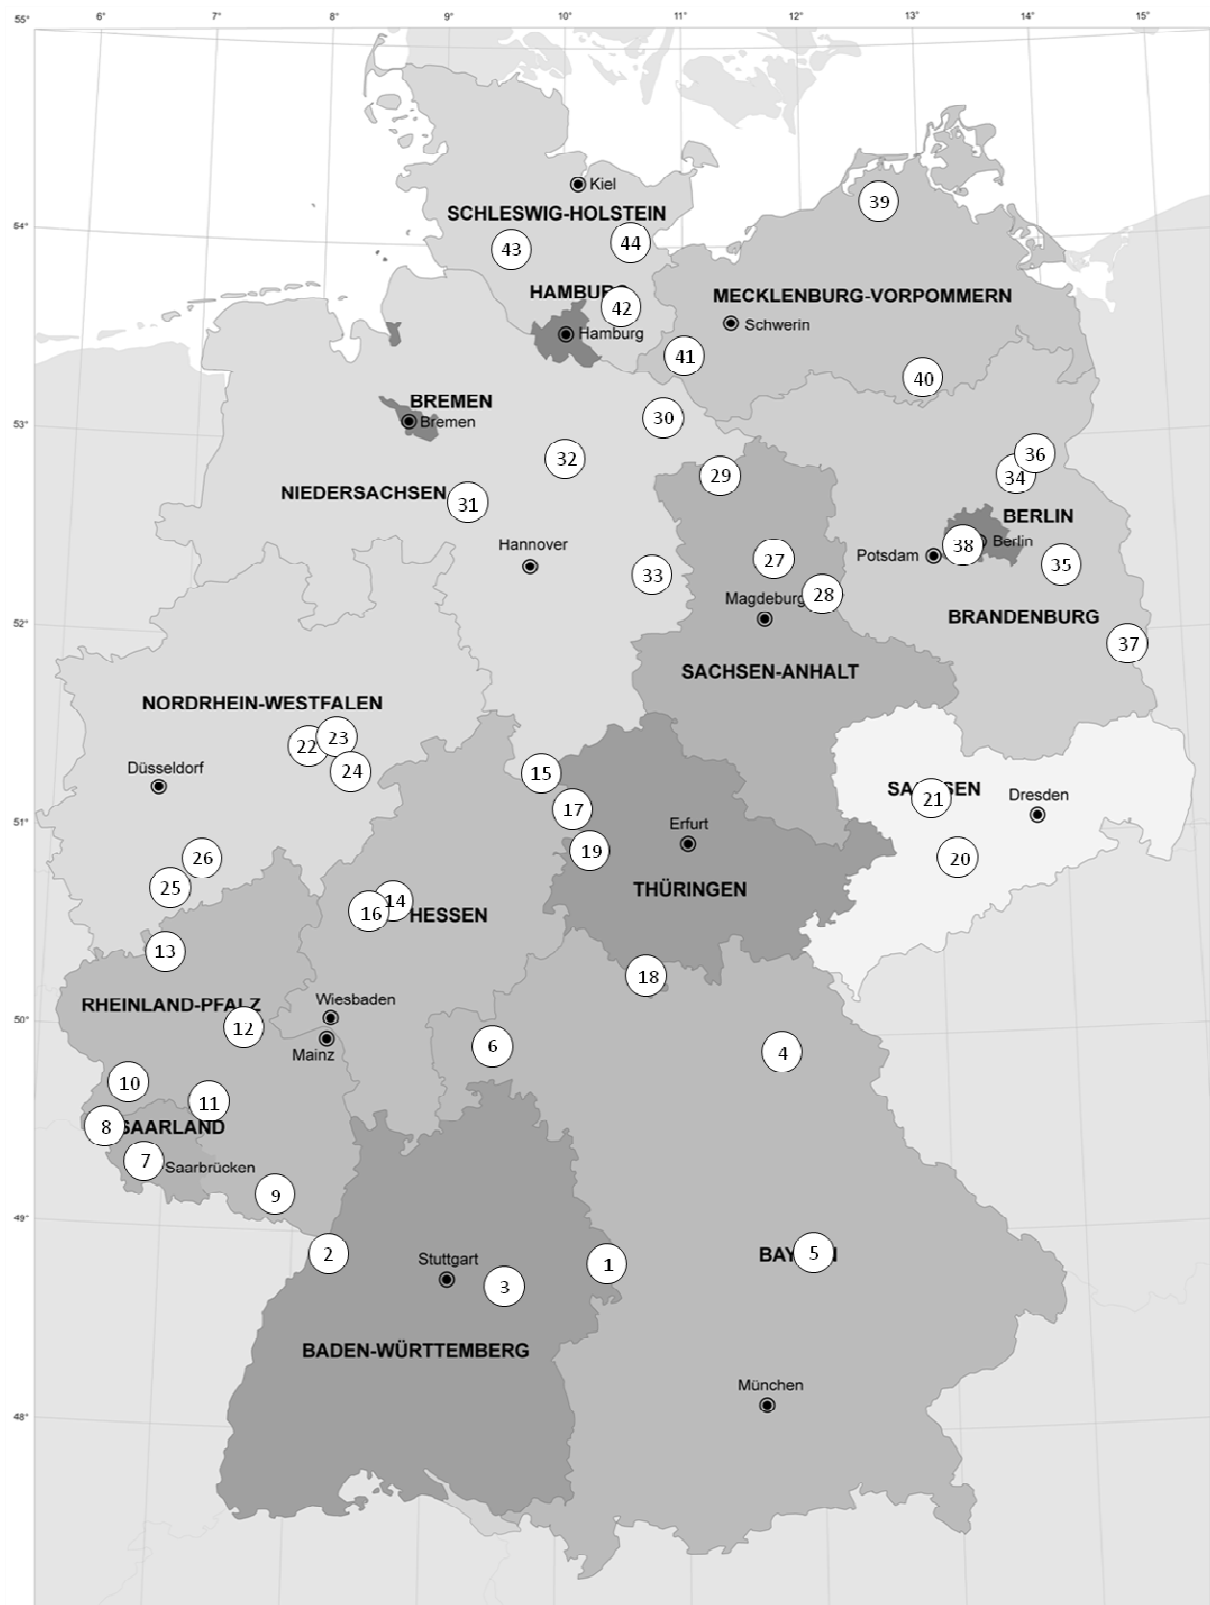 55° 6° 7° 8° 9° 10° 11° 12° 13° 14° 15°
Kiel
39
SCHLESWIG-HOLSTEIN
54°
43
44
HAMBURG
42
MECKLENBURG-VORPOMMERN
Schwerin
Hamburg
41
40
BREMEN
Bremen
30
53°
32
36
29
34
NIEDERSACHSEN
31
BERLIN
Hannover
38
Berlin
Potsdam
27
35
33
28
Magdeburg
BRANDENBURG
52°
37
SACHSEN-ANHALT
NORDRHEIN-WESTFALEN
22
23
Düsseldorf
24
15
SA SEN
21
Dresden
17
51°
Erfurt
19
26
20
25
THÜRINGEN
14
16
HESSEN
13
18
RHEINLAND-PFALZ
Wiesbaden
50°
12
Mainz
6
4
10
11
8
SAARLAND
7
Saarbrücken
9
49°
2
Stuttgart
1
BAY N
5
3
BADEN-WÜRTTEMBERG
München
48°